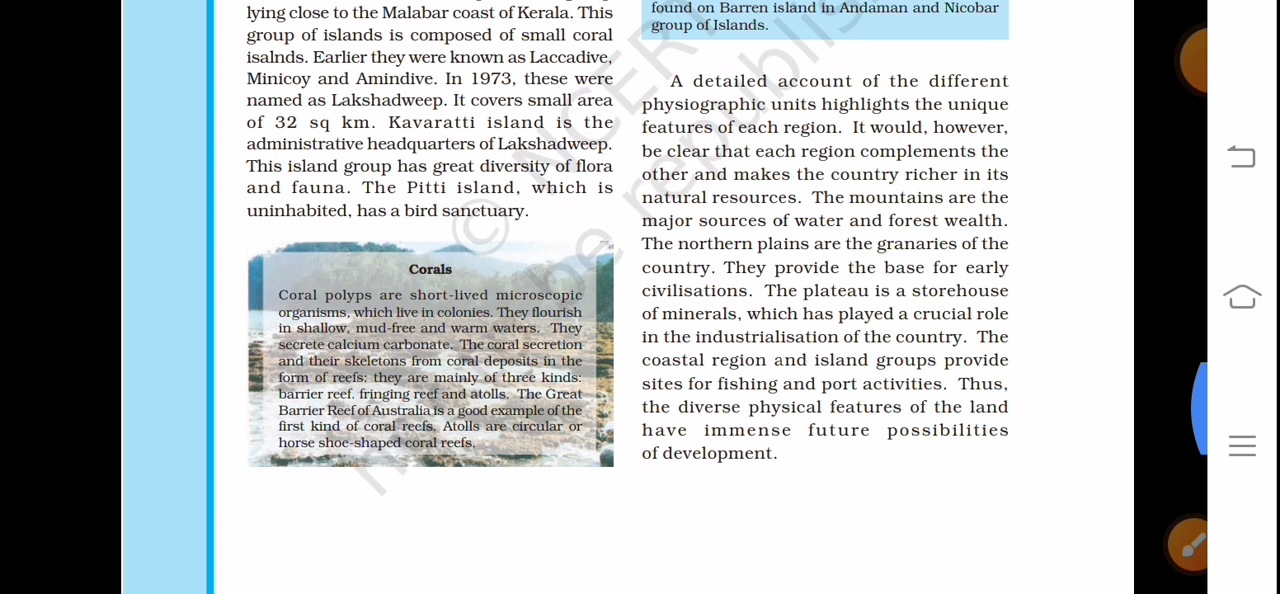 lying close to the Malabar coast of Kerala. This
group of islands is composed of small coral
isalnds. Earlier they were known as Laccadive,
Minicoy and Amindive. In 1973, these were
named as Lakshadweep. It covers small area
of 32 sq km. Kavaratti island is the
administrative headquarters of Lakshadweep.
This island group has great diversity of flora
and fauna. The Pitti island, which is
uninhabited, has a bird sanctuary.
Corals
Coral polyps are short-lived microscopic
organisms, which live in colonies. They flourish
in shallow, mud-free and warm waters. They
secrete calcium carbonate. The coral secretion
and their skeletons from coral deposits in the
form of reefs: they are mainly of three kinds:
barrier reef, fringing reef and atolls. The Great
Barrier Reef of Australia is a good example of the
first kind of coral reefs. Atolls are circular or
horse shoe-shaped coral reefs.
found on Barren island in Andaman and Nicobar
group of Islands.
A detailed account of the different
physiographic units highlights the unique
features of each region. It would, however,
be clear that each region complements the
other and makes the country richer in its
natural resources. The mountains are the
major sources of water and forest wealth.
The northern plains are the granaries of the
country. They provide the base for early
civilisations. The plateau is a storehouse
of minerals, which has played a crucial role
in the industrialisation of the country. The
coastal region and island groups provide
sites for fishing and port activities. Thus,
the diverse physical features of the land
have immense future possibilities
of development.
© NCERT
be republis